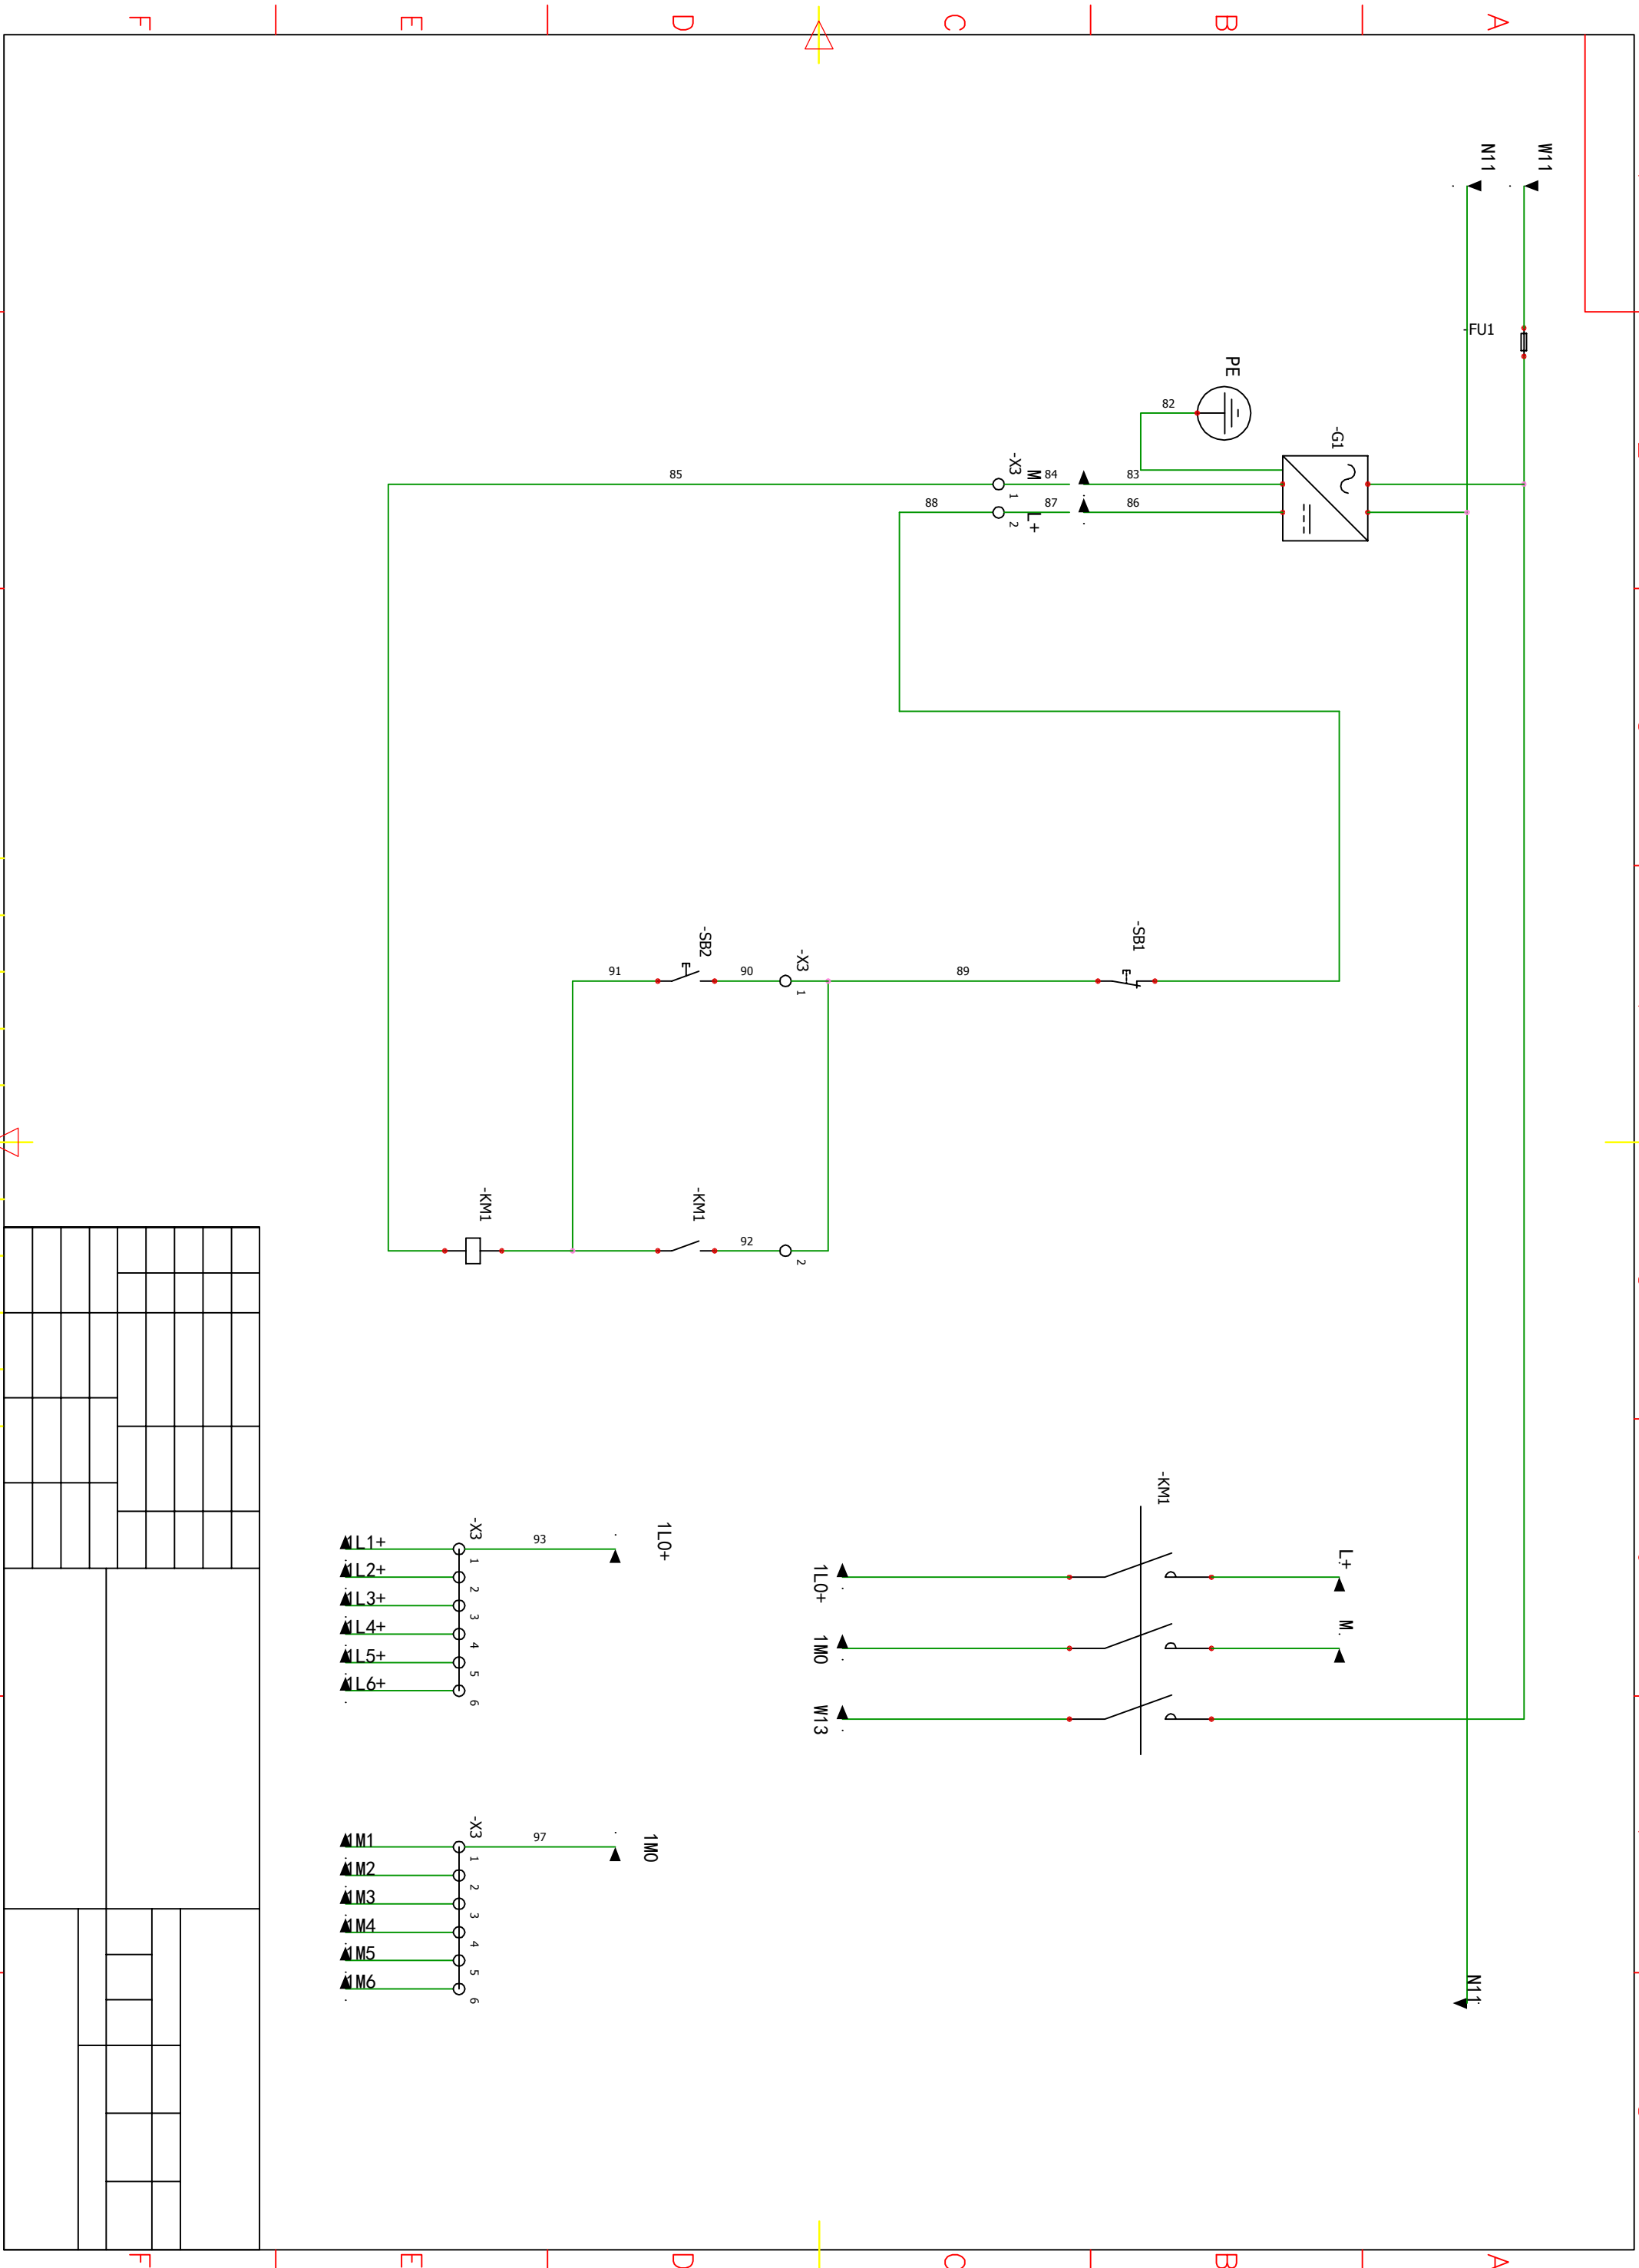 F
E
D
C
B
A
W11
N11
-FU1
PE
82
-G1
-X3
M
84
83
85
1
88
87
86
L+
2
-SB2
-X3
-SB1
91
90
89
1
-KM1
-KM1
92
2
-KM1
L+
M
1L0+
1M0
W13
1L0+
-X3
93
1L1+
1
1L2+
2
1L3+
3
1L4+
4
1L5+
5
1L6+
6
1M0
-X3
97
1M1
1
1M2
2
1M3
3
1M4
4
1M5
5
1M6
6
N11
F
E
D
C
B
A